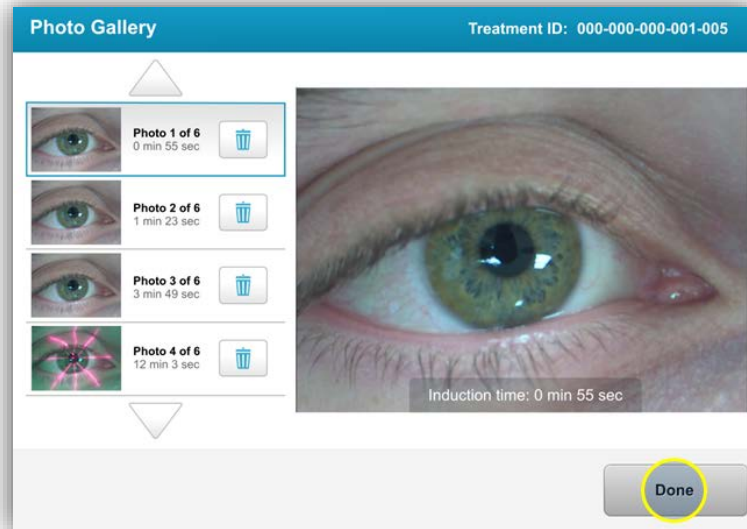 Photo Gallery
Treatment ID: 000-000-000-001-005
Photo 1 of 6
0 min 55 sec
Photo 2 of 6
1 min 23 sec
Photo 3 of 6
3 min 49 sec
Photo 4 of 6
12 min 3 sec
Induction time: 0 min 55 sec
Done